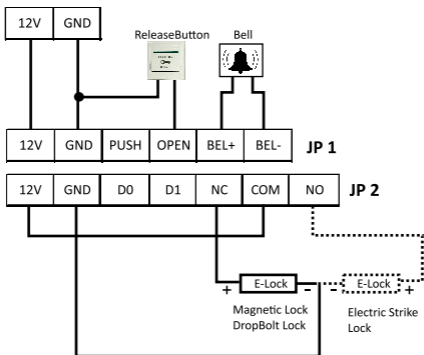 12V GND
ReleaseButton Bell
12V GND PUSH OPEN BEL+ BEL- JP 1
12V GND D0 D1 NC COM NO JP 2
+ E-Lock - - E-Lock +
Magnetic Lock
DropBolt Lock
Electric Strike
Lock